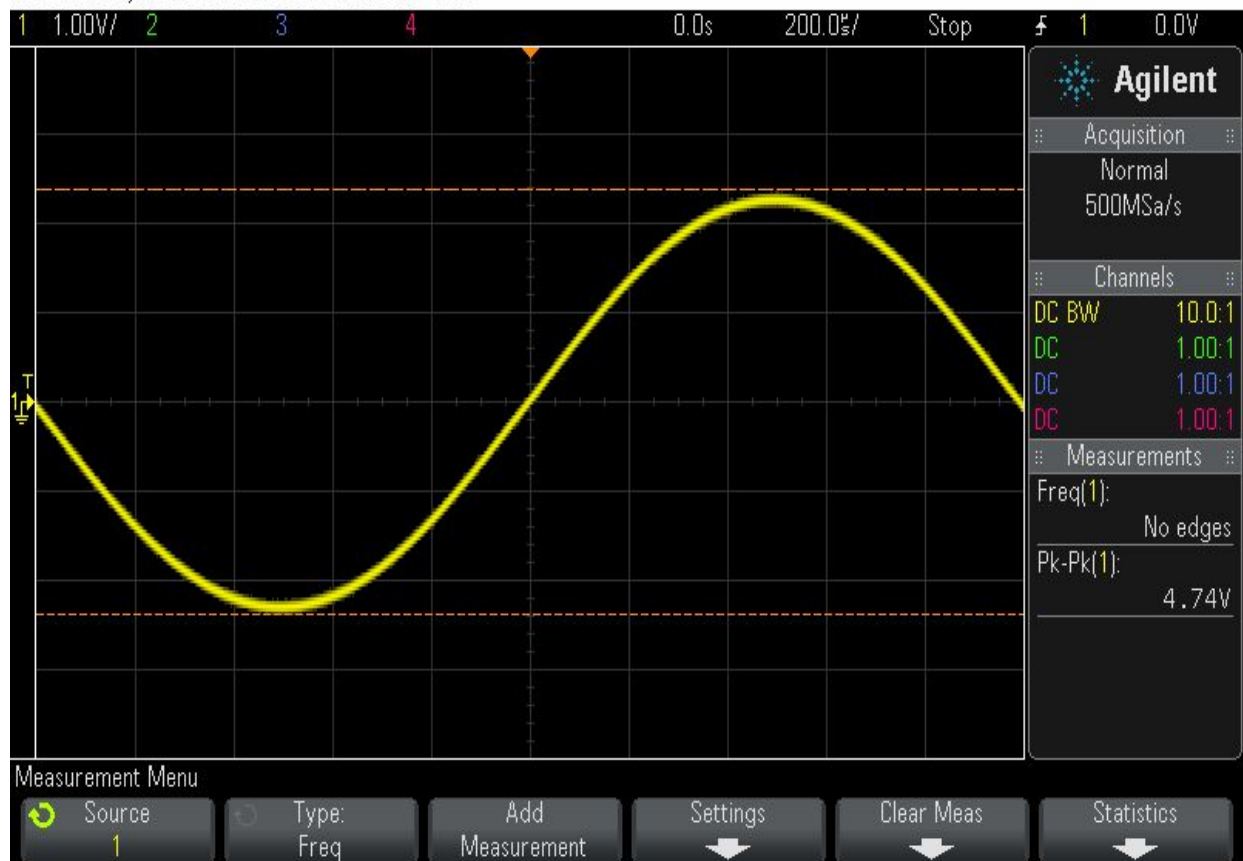 1 1.00V/ 2 3 4 0.0s 200.0µs/ Stop 1 0.0V
Agilent
Acquisition
Normal
500MSa/s
Channels
DC BW 10.0:1
DC 1.00:1
DC 1.00:1
DC 1.00:1
Measurements
Freq(1):
No edges
Pk-Pk(1):
4.74V
T
1
Measurement Menu
Source
1
Type:
Freq
Add
Measurement
Settings
Clear Meas
Statistics